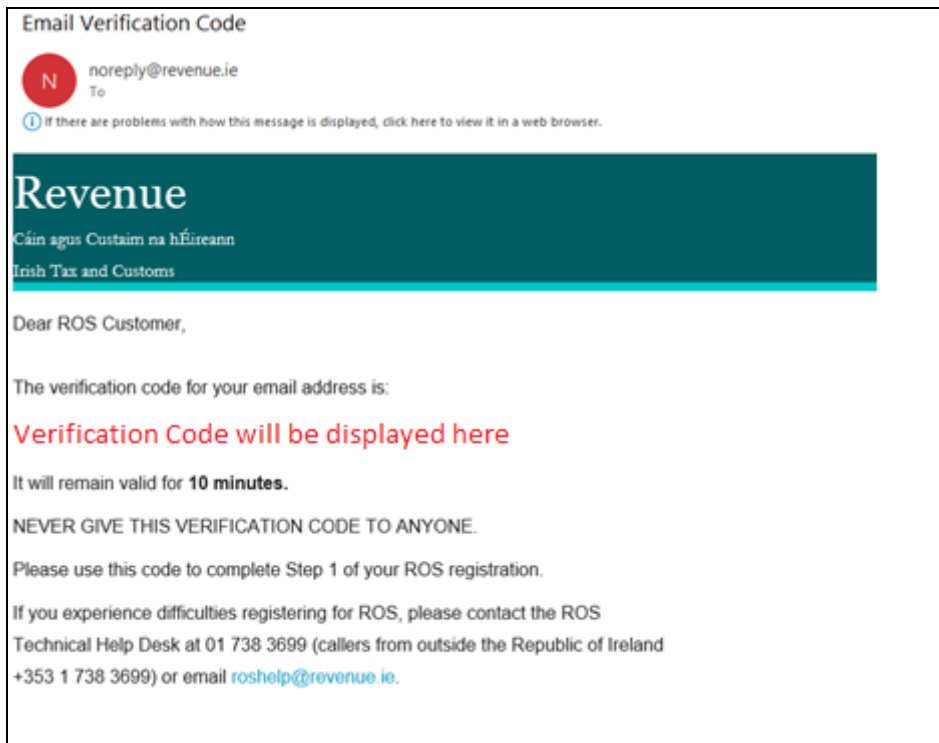 Email Verification Code
N
noreply@revenue.ie
To
i If there are problems with how this message is displayed, click here to view it in a web browser.
Revenue
Cáin agus Custaim na hÉireann
Irish Tax and Customs
Dear ROS Customer,
The verification code for your email address is:
Verification Code will be displayed here
It will remain valid for 10 minutes.
NEVER GIVE THIS VERIFICATION CODE TO ANYONE.
Please use this code to complete Step 1 of your ROS registration.
If you experience difficulties registering for ROS, please contact the ROS
Technical Help Desk at 01 738 3699 (callers from outside the Republic of Ireland
+353 1 738 3699) or email roshelp@revenue.ie.